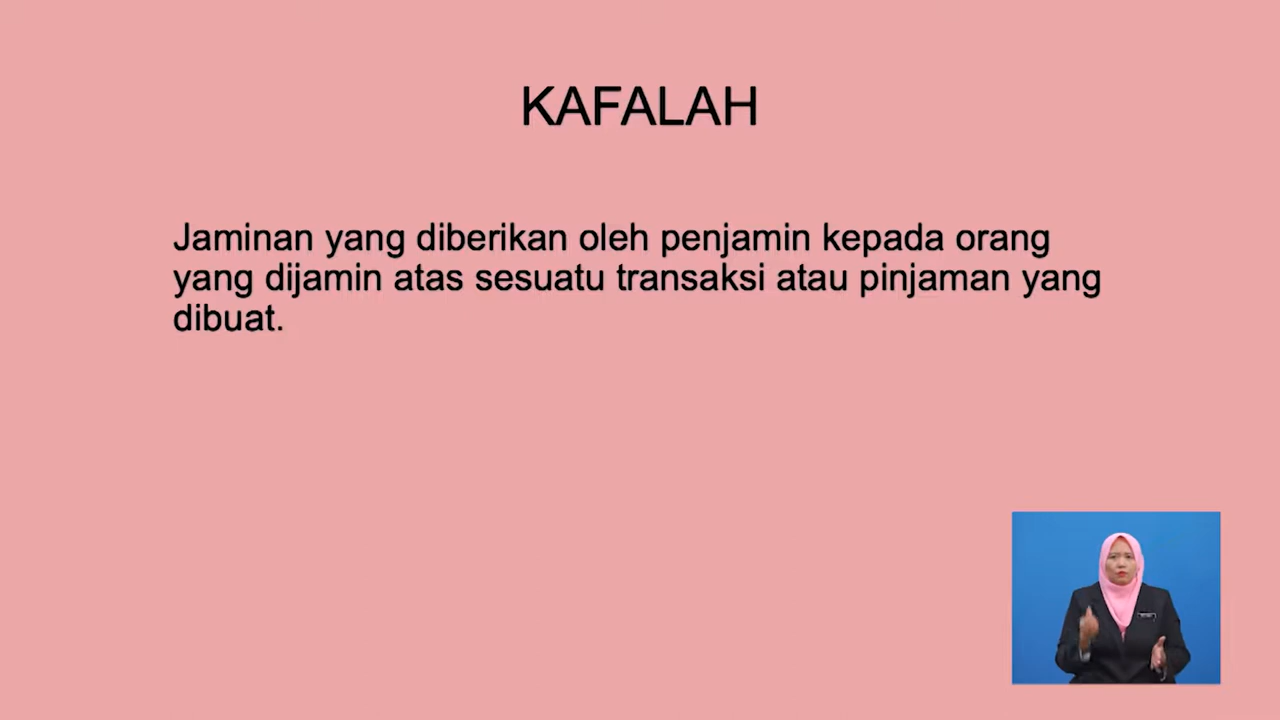 KAFALAH
Jaminan yang diberikan oleh penjamin kepada orang
yang dijamin atas sesuatu transaksi atau pinjaman yang
dibuat.